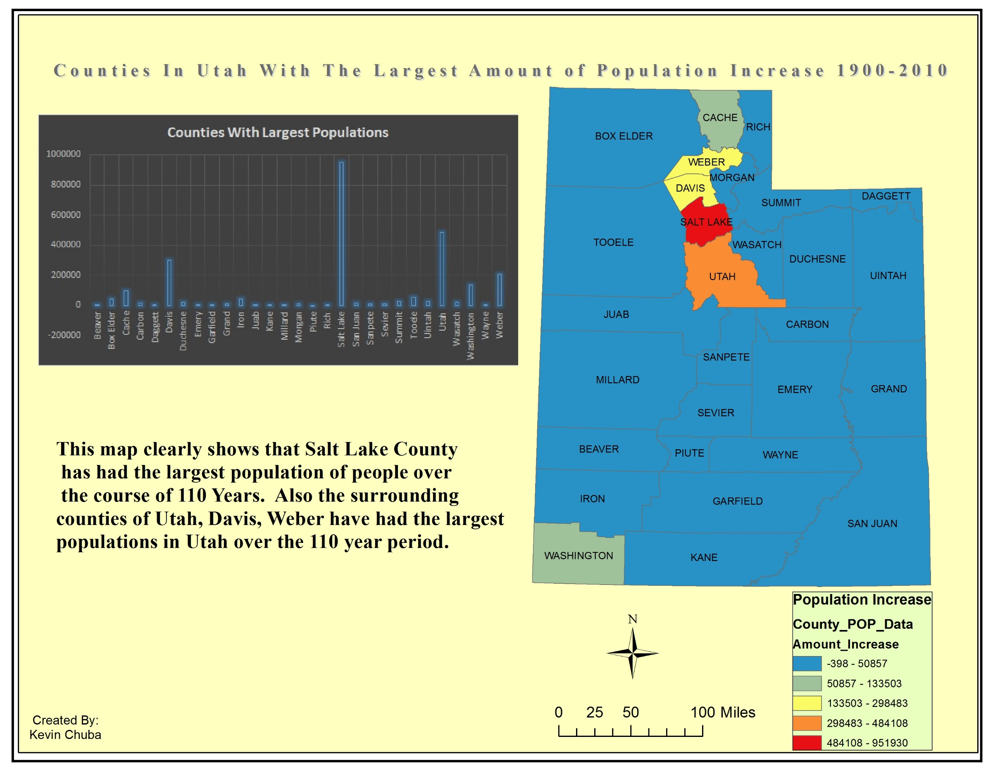 Counties In Utah With The Largest Amount of Population Increase 1900-2010
Counties With Largest Populations
1000000
800000
600000
400000
200000
0
-200000
Beaver
Box Elder
Cache
Carbon
Daggett
Davis
Duchesne
Emery
Garfield
Grand
Iron
Juab
Kane
Millard
Morgan
Piute
Rich
Salt Lake
San Juan
Sanpete
Sevier
Summit
Tooele
Uintah
Utah
Wasatch
Washington
Wayne
Weber
This map clearly shows that Salt Lake County
has had the largest population of people over
the course of 110 Years. Also the surrounding
counties of Utah, Davis, Weber have had the largest
populations in Utah over the 110 year period.
Created By:
Kevin Chuba
CACHE
RICH
BOX ELDER
WEBER
MORGAN
DAVIS
DAGGETT
SUMMIT
SALT LAKE
TOOELE
WASATCH
DUCHESNE
UINTAH
UTAH
JUAB
CARBON
SANPETE
MILLARD
EMERY
GRAND
SEVIER
BEAVER
PIUTE
WAYNE
IRON
GARFIELD
SAN JUAN
WASHINGTON
KANE
N
0 25 50 100 Miles
Population Increase
County_POP_Data
Amount_Increase
-398 - 50857
50857 - 133503
133503 - 298483
298483 - 484108
484108 - 951930